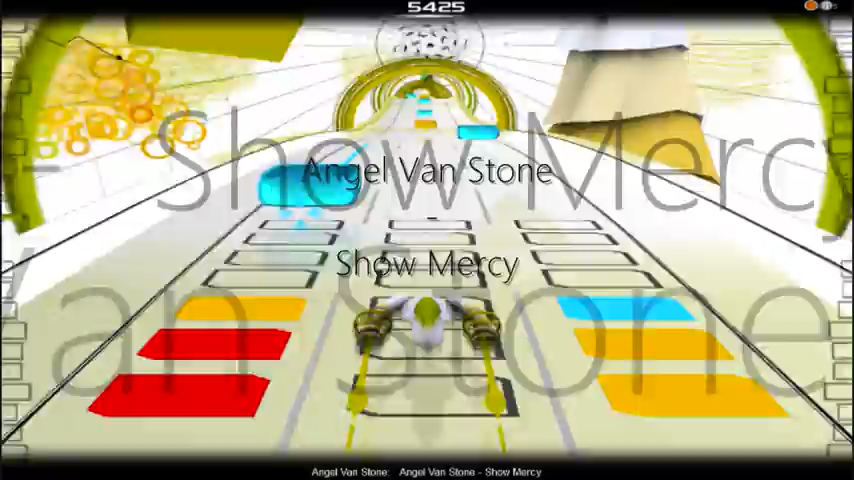 5425
- Show Mercy
Angel Van Stone
Show Mercy
Van Stone
Angel Van Stone: Angel Van Stone - Show Mercy